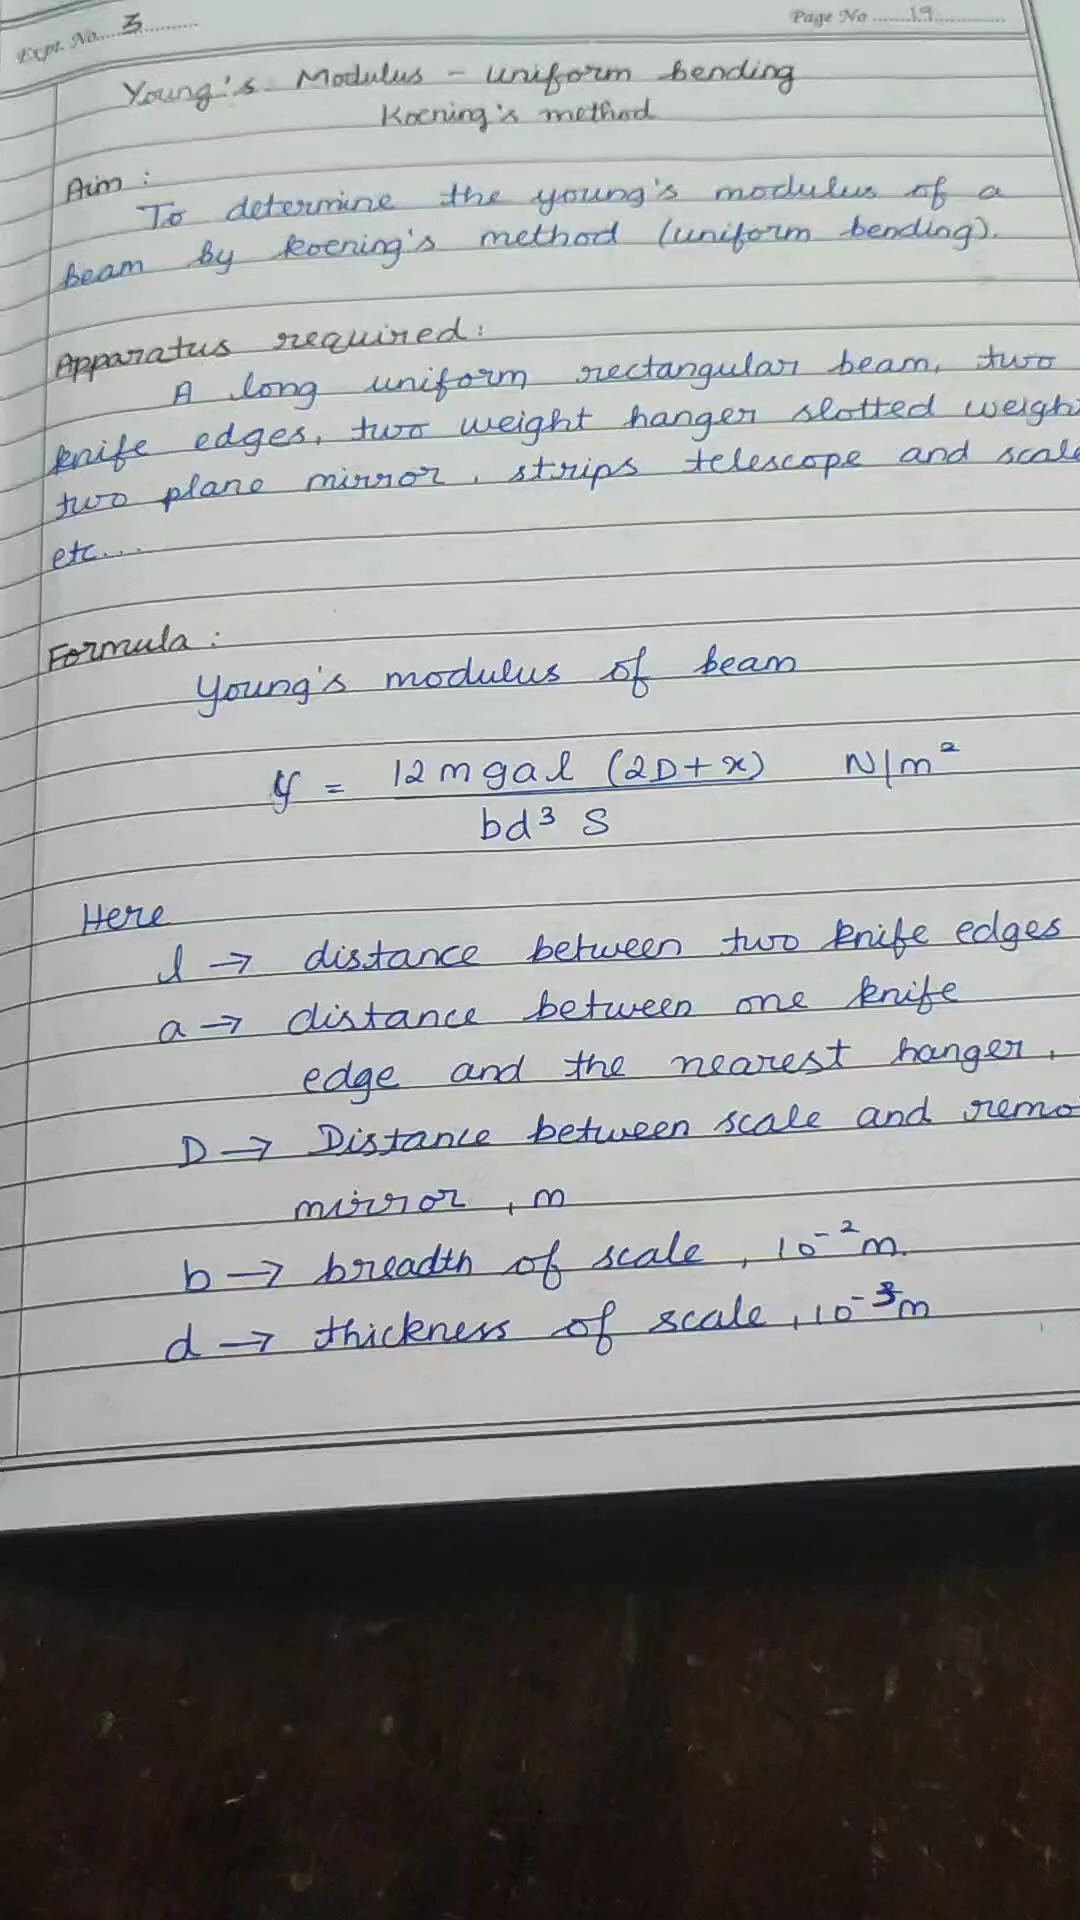 Expt. No. 3
Page No 19
Young's Modulus - uniform bending
Koening's method
Aim :
To determine the young's modulus of a
beam by koening's method (uniform bending).
Apparatus required :
A long uniform rectangular beam, two
knife edges, two weight hanger slotted weigh
two plane mirror, strips telescope and scale
etc...
Formula :
Young's modulus of beam
y = 12 m g a l (2D + x) / bd³ S N/m²
Here
l → distance between two knife edges
a → distance between one knife
edge and the nearest hanger,
D → Distance between scale and remo
mirror, m
b → breadth of scale, 10⁻² m.
d → thickness of scale, 10⁻³ m